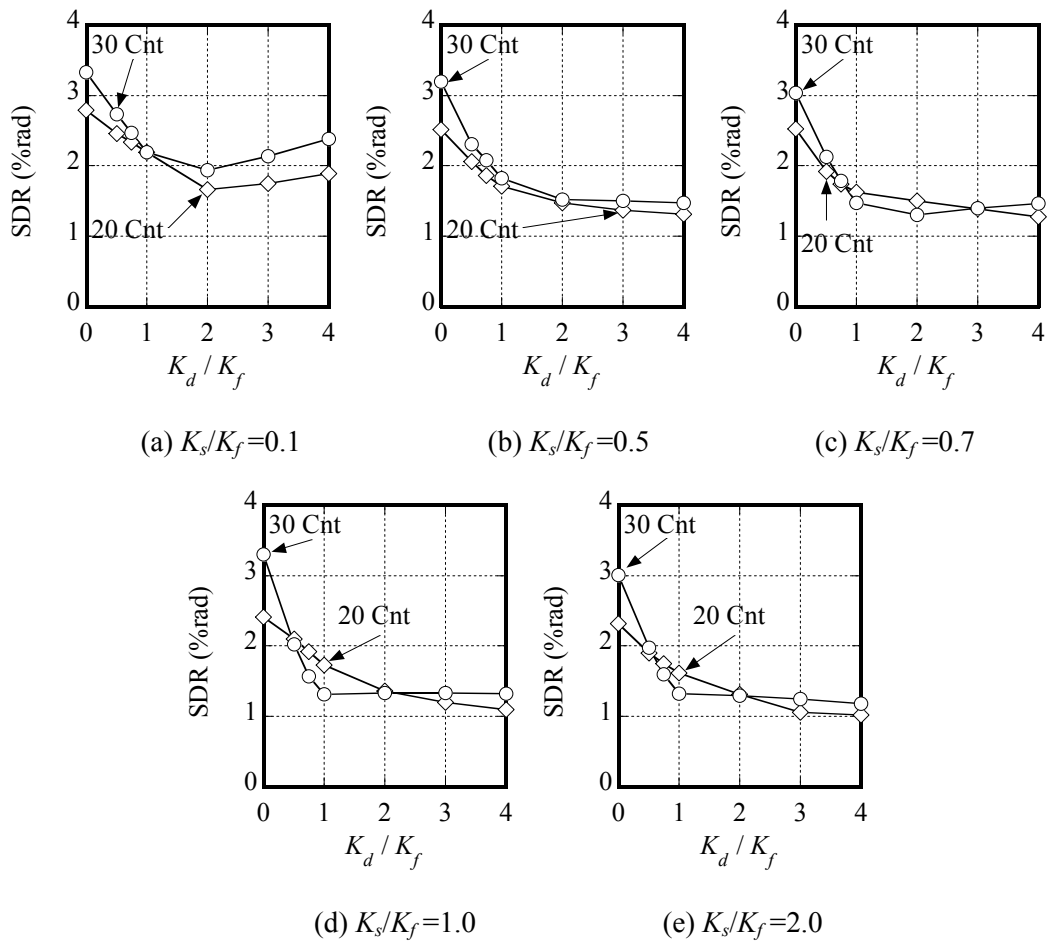 4
3
2
1
0
SDR (%rad)
30 Cnt
20 Cnt
0 1 2 3 4
K_d / K_f
(a) K_s/K_f=0.1
4
3
2
1
0
SDR (%rad)
30 Cnt
20 Cnt
0 1 2 3 4
K_d / K_f
(b) K_s/K_f=0.5
4
3
2
1
0
SDR (%rad)
30 Cnt
20 Cnt
0 1 2 3 4
K_d / K_f
(c) K_s/K_f=0.7
4
3
2
1
0
SDR (%rad)
30 Cnt
20 Cnt
0 1 2 3 4
K_d / K_f
(d) K_s/K_f=1.0
4
3
2
1
0
SDR (%rad)
30 Cnt
20 Cnt
0 1 2 3 4
K_d / K_f
(e) K_s/K_f=2.0